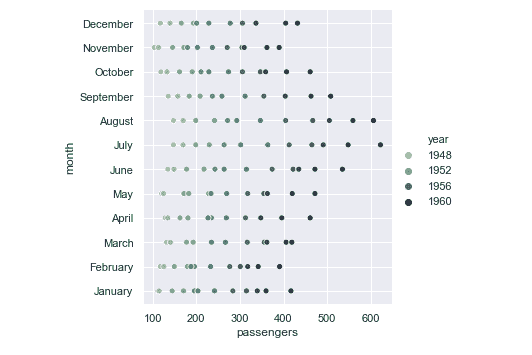 December
November
October
September
August
July
June
May
April
March
February
January
month
100 200 300 400 500 600
passengers
year
1948
1952
1956
1960